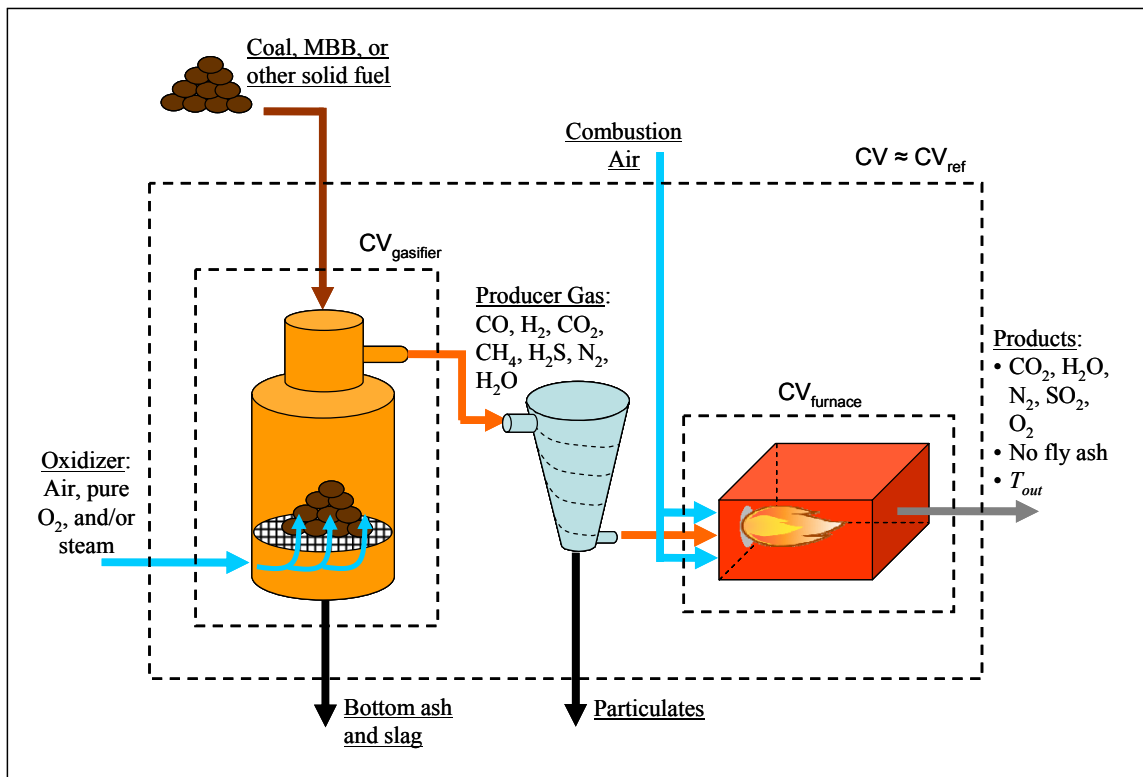 Coal, MBB, or
other solid fuel
Combustion
Air
CV ≈ CVref
CVgasifier
Producer Gas:
CO, H2, CO2,
CH4, H2S, N2,
H2O
Products:
• CO2, H2O,
N2, SO2,
O2
• No fly ash
• Tout
CVfurnace
Oxidizer:
Air, pure
O2, and/or
steam
Bottom ash
and slag
Particulates